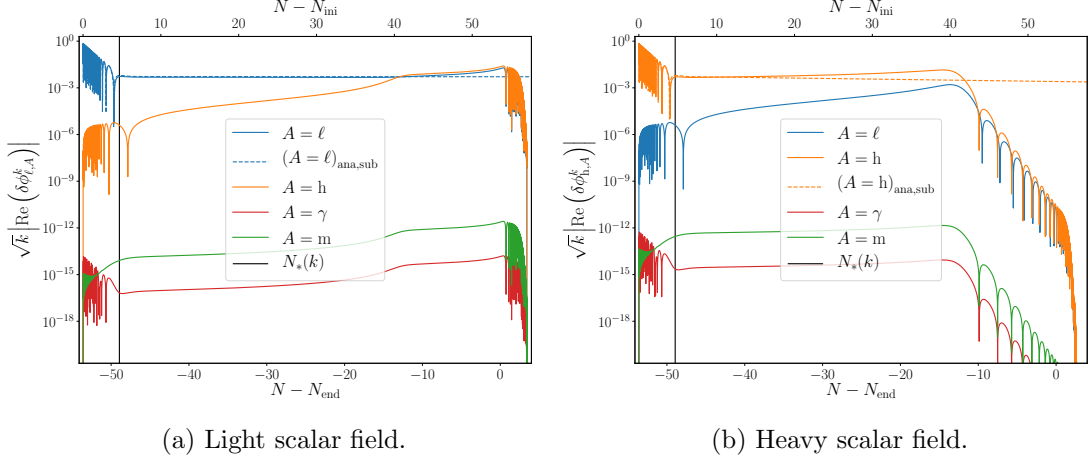 N − N_ini
0 10 20 30 40 50
10^0
10^−3
10^−6
10^−9
10^−12
10^−15
10^−18
√k |Re (δϕ^k_ℓ,A)|
A = ℓ
(A = ℓ)_ana,sub
A = h
A = γ
A = m
N_*(k)
−50 −40 −30 −20 −10 0
N − N_end
(a) Light scalar field.
N − N_ini
0 10 20 30 40 50
10^0
10^−3
10^−6
10^−9
10^−12
10^−15
10^−18
√k |Re (δϕ^k_h,A)|
A = ℓ
A = h
(A = h)_ana,sub
A = γ
A = m
N_*(k)
−50 −40 −30 −20 −10 0
N − N_end
(b) Heavy scalar field.